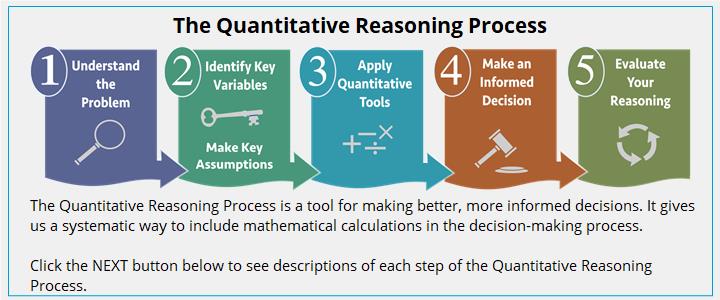 The Quantitative Reasoning Process
1
Understand
the
Problem
2
Identify Key
Variables
Make Key
Assumptions
3
Apply
Quantitative
Tools
4
Make an
Informed
Decision
5
Evaluate
Your
Reasoning
The Quantitative Reasoning Process is a tool for making better, more informed decisions. It gives
us a systematic way to include mathematical calculations in the decision-making process.
Click the NEXT button below to see descriptions of each step of the Quantitative Reasoning
Process.